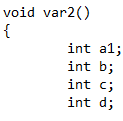 void var2()
{
        int a1;
        int b;
        int c;
        int d;